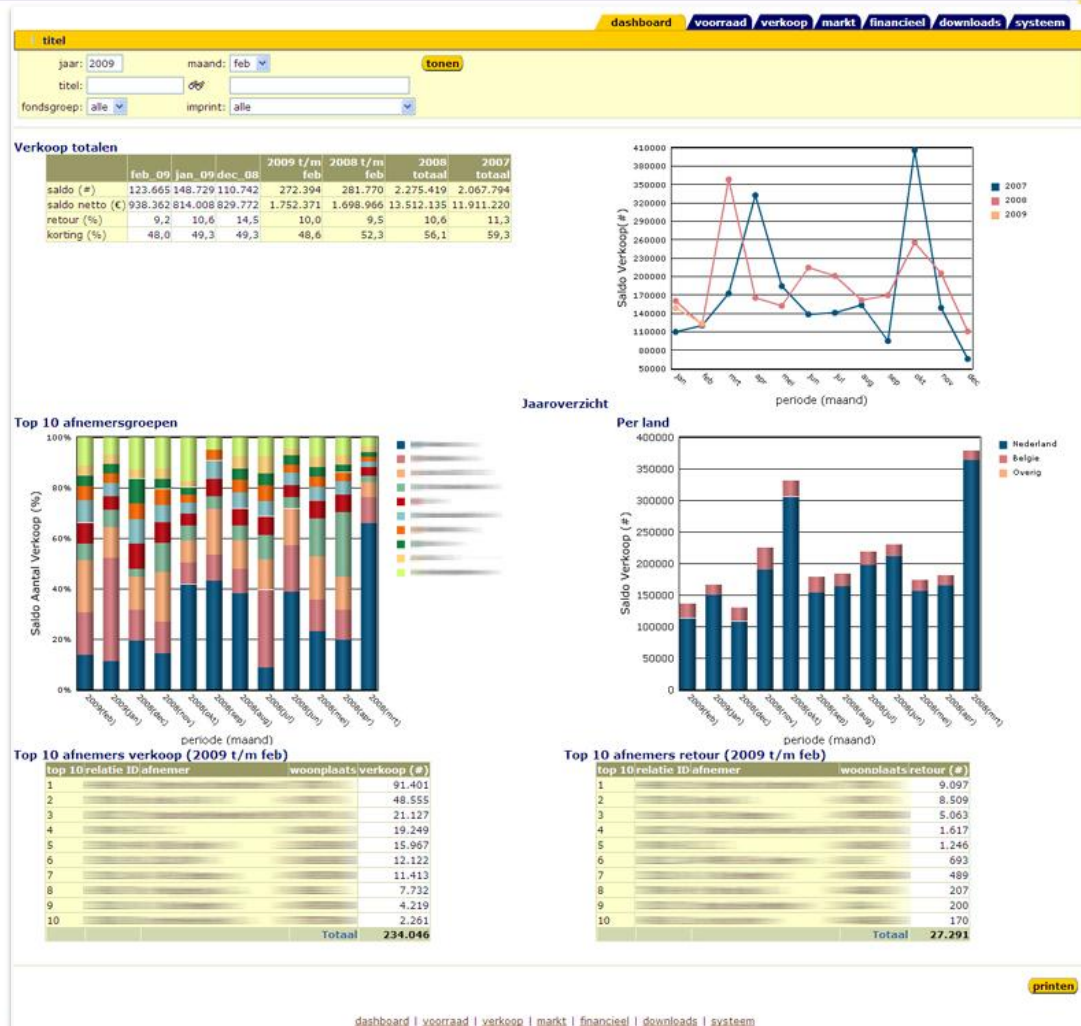 dashboard voorraad verkoop markt financieel downloads systeem
titel
jaar: 2009 maand: feb tonen
titel:
fondsgroep: alle imprint: alle
Verkoop totalen
feb_09 jan_09 dec_08 2009 t/m feb 2008 t/m feb 2008 totaal 2007 totaal
saldo (#) 123.665 148.729 110.742 272.394 281.770 2.275.419 2.067.794
saldo netto (€) 938.362 814.008 829.772 1.752.371 1.698.966 13.512.135 11.911.220
retour (%) 9,2 10,6 14,5 10,0 9,5 10,6 11,3
korting (%) 48,0 49,3 49,3 48,6 52,3 56,1 59,3
Saldo Verkoop(#)
410000
380000
350000
320000
290000
260000
230000
200000
170000
140000
110000
80000
50000
jan feb mrt apr mei jun jul aug sep okt nov dec
periode (maand)
2007
2008
2009
Jaaroverzicht
Top 10 afnemersgroepen
Saldo Aantal Verkoop (%)
100%
80%
60%
40%
20%
0%
2009(feb) 2009(jan) 2008(dec) 2008(nov) 2008(okt) 2008(sep) 2008(aug) 2008(jul) 2008(jun) 2008(mei) 2008(apr) 2008(mrt)
periode (maand)
Per land
Saldo Verkoop (#)
400000
350000
300000
250000
200000
150000
100000
50000
0
2009(feb) 2009(jan) 2008(dec) 2008(nov) 2008(okt) 2008(sep) 2008(aug) 2008(jul) 2008(jun) 2008(mei) 2008(apr) 2008(mrt)
periode (maand)
Nederland
Belgie
Overig
Top 10 afnemers verkoop (2009 t/m feb)
top 10 relatie ID afnemer woonplaats verkoop (#)
1 91.401
2 48.555
3 21.127
4 19.249
5 15.967
6 12.122
7 11.413
8 7.732
9 4.219
10 2.261
Totaal 234.046
Top 10 afnemers retour (2009 t/m feb)
top 10 relatie ID afnemer woonplaats retour (#)
1 9.097
2 8.509
3 5.063
4 1.617
5 1.246
6 693
7 489
8 207
9 200
10 170
Totaal 27.291
printen
dashboard | voorraad | verkoop | markt | financieel | downloads | systeem